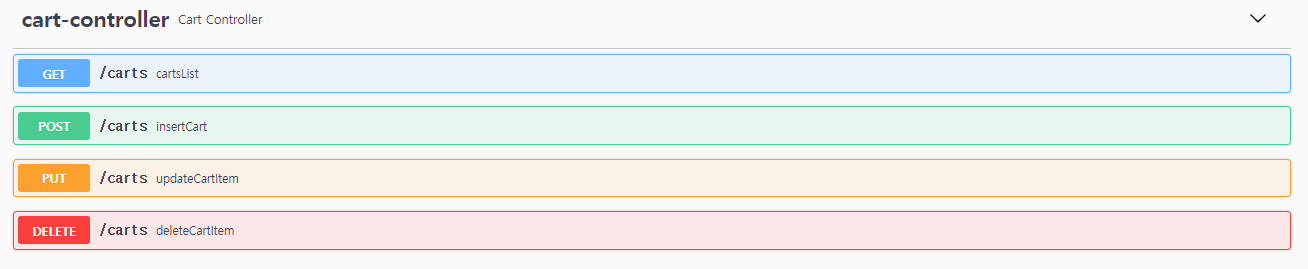 cart-controller Cart Controller
GET /carts cartsList
POST /carts insertCart
PUT /carts updateCartItem
DELETE /carts deleteCartItem